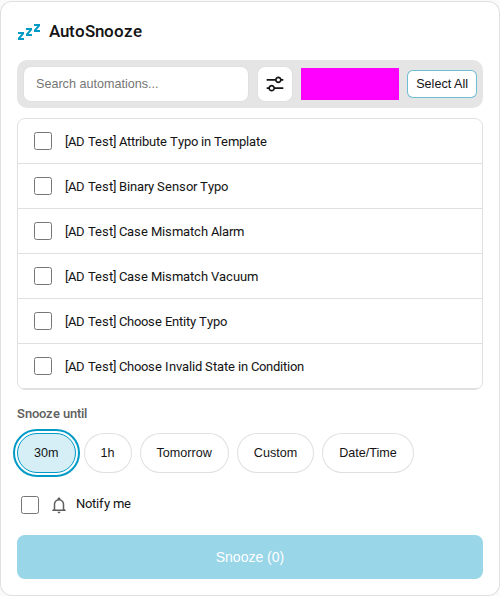 zzz AutoSnooze
Search automations...
Select All
[AD Test] Attribute Typo in Template
[AD Test] Binary Sensor Typo
[AD Test] Case Mismatch Alarm
[AD Test] Case Mismatch Vacuum
[AD Test] Choose Entity Typo
[AD Test] Choose Invalid State in Condition
Snooze until
30m 1h Tomorrow Custom Date/Time
Notify me
Snooze (0)